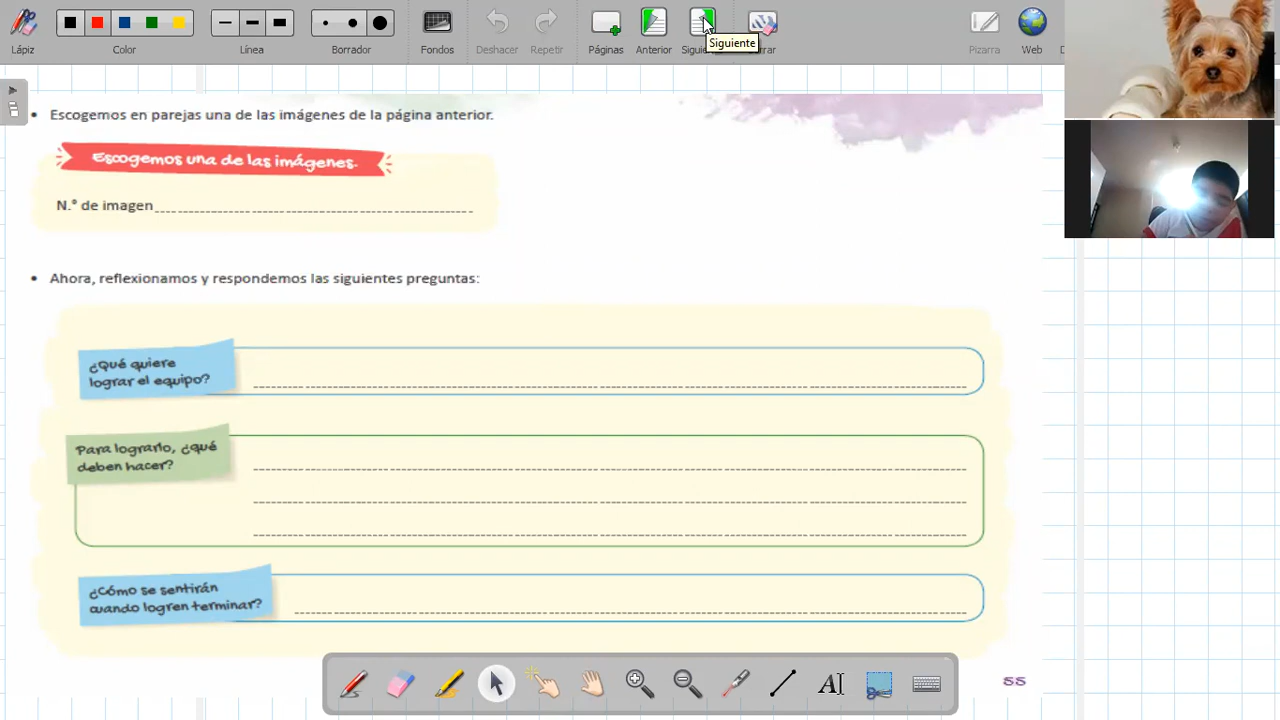 Lápiz
Color
Línea
Borrador
Fondos
Deshacer
Repetir
Páginas
Anterior
Siguiente
Pizarra
Web
Escogemos en parejas una de las imágenes de la página anterior.
Escogemos una de las imágenes.
N.° de imagen
Ahora, reflexionamos y respondemos las siguientes preguntas:
¿Qué quiere
lograr el equipo?
Para lograrlo, ¿qué
deben hacer?
¿Cómo se sentirán
cuando logren terminar?
55